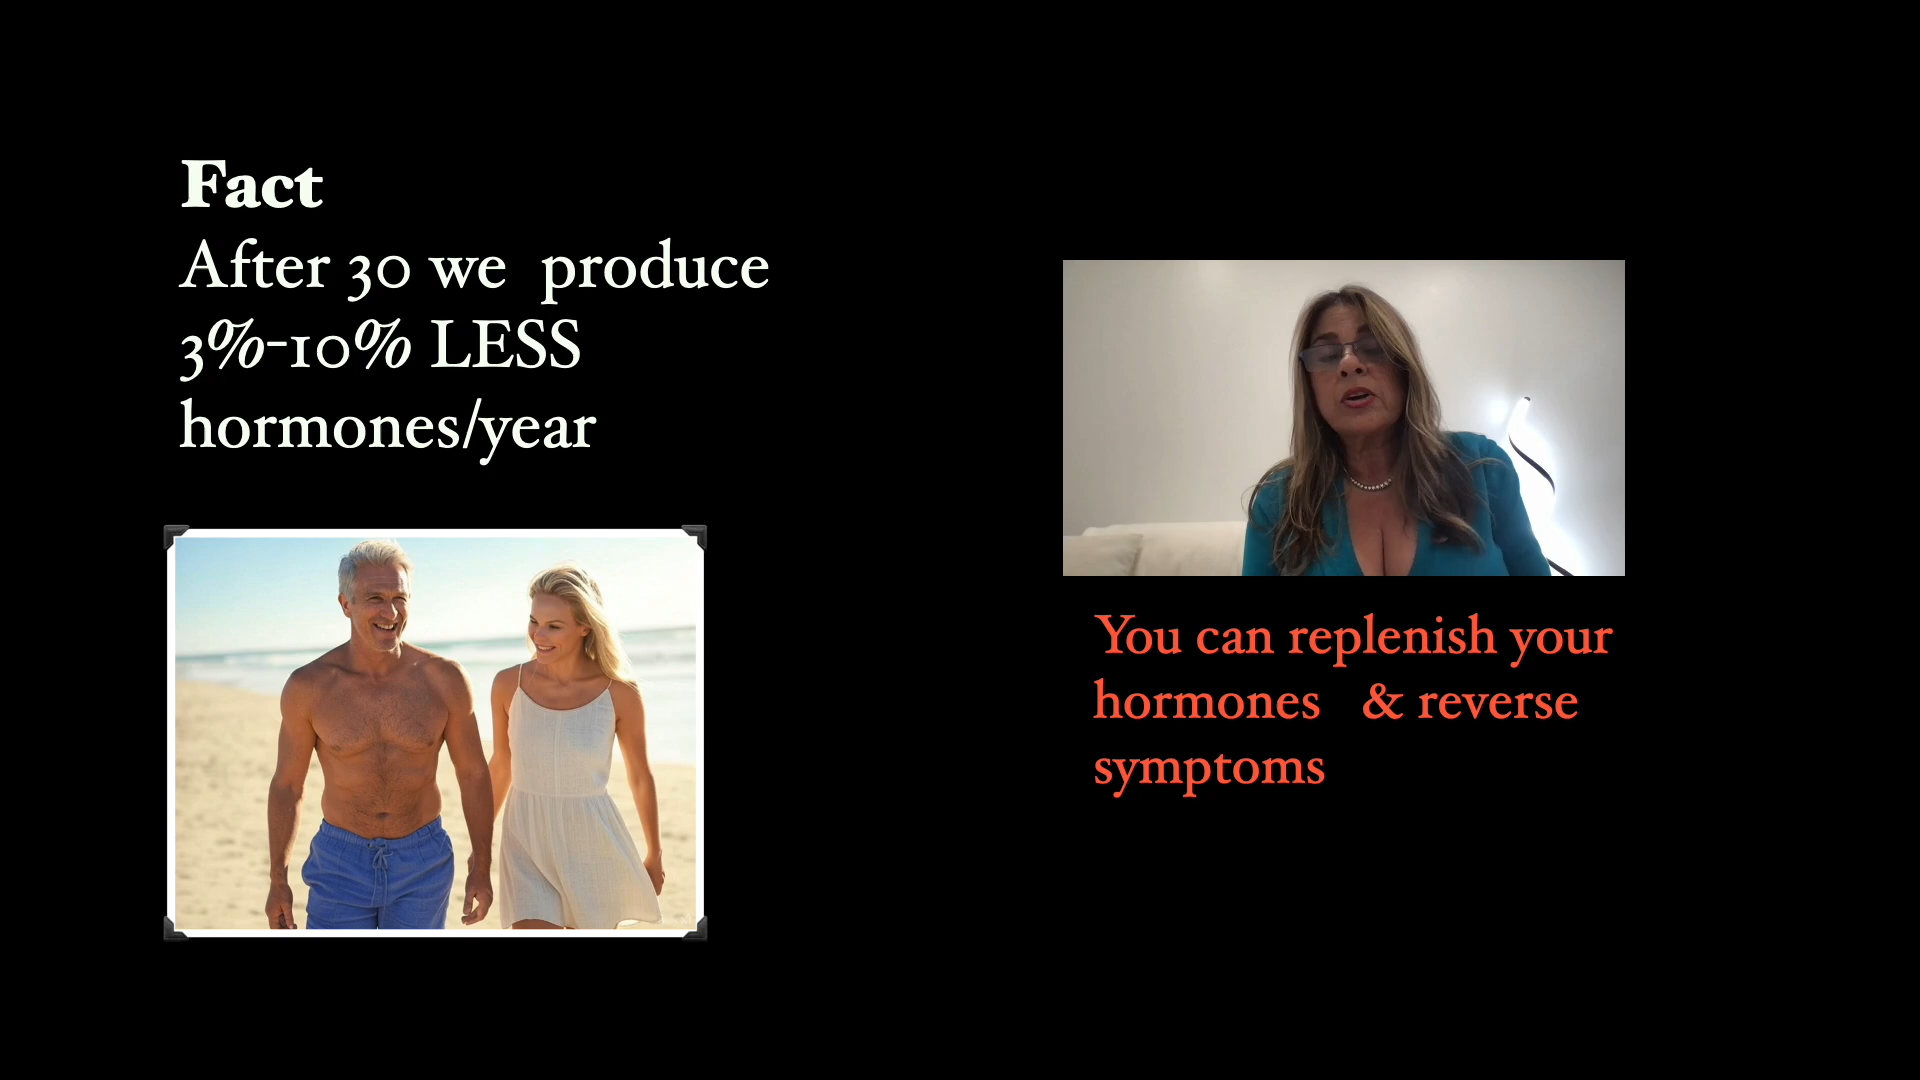 Fact
After 30 we produce
3%-10% LESS
hormones/year
You can replenish your
hormones & reverse
symptoms